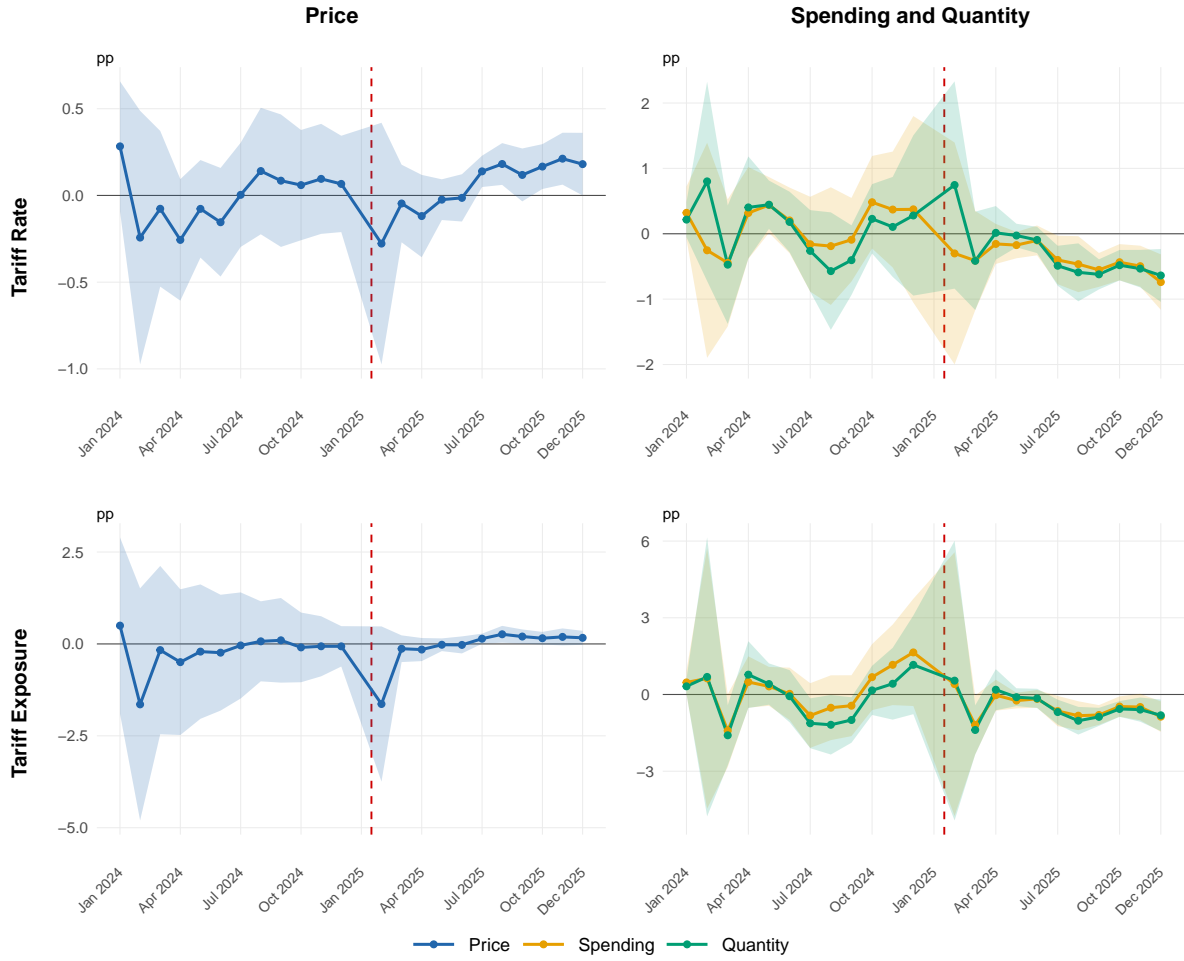 Price
Spending and Quantity
Tariff Rate
pp
0.5
0.0
−0.5
−1.0
Jan 2024
Apr 2024
Jul 2024
Oct 2024
Jan 2025
Apr 2025
Jul 2025
Oct 2025
Dec 2025
pp
2
1
0
−1
−2
Jan 2024
Apr 2024
Jul 2024
Oct 2024
Jan 2025
Apr 2025
Jul 2025
Oct 2025
Dec 2025
Tariff Exposure
pp
2.5
0.0
−2.5
−5.0
Jan 2024
Apr 2024
Jul 2024
Oct 2024
Jan 2025
Apr 2025
Jul 2025
Oct 2025
Dec 2025
pp
6
3
0
−3
Jan 2024
Apr 2024
Jul 2024
Oct 2024
Jan 2025
Apr 2025
Jul 2025
Oct 2025
Dec 2025
Price Spending Quantity